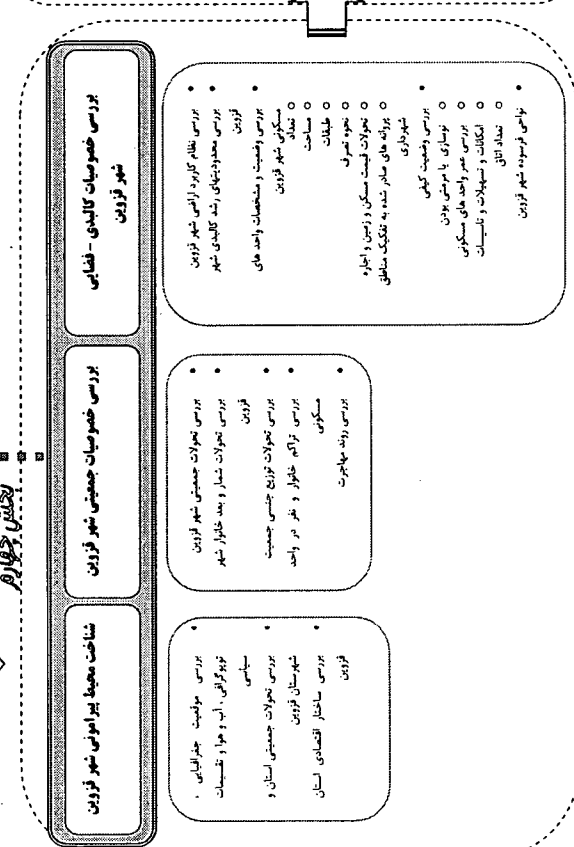 بخش چهارم
بررسی خصوصیات کالبدی - فضایی
شهر قزوین
بررسی خصوصیات جمعیتی شهر قزوین
شناخت محیط پیرامونی شهر قزوین
• بررسی نظام کاربرد اراضی شهر قزوین
• بررسی محدودیتهای رشد کالبدی شهر
قزوین
• بررسی وضعیت و مشخصات واحد های
مسکونی شهر قزوین
○ تعداد
○ مساحت
○ طبقات
○ نحوه تصرف
○ تحولات قیمت مسکن و زمین و اجاره
○ پروانه های صادر شده به تفکیک مناطق
شهرداری
• بررسی وضعیت کیفی
○ نوسازی یا مرمتی بودن
○ بررسی عمر واحد های مسکونی
○ امکانات و تسهیلات و تاسیسات
○ تعداد اتاق
• نواحی فرسوده شهر قزوین
• بررسی تحولات جمعیتی شهر قزوین
• بررسی تحولات شمار و بعد خانوار شهر
قزوین
• بررسی تحولات توزیع جنسی جمعیت
• بررسی تراکم خانوار و نفر در واحد
مسکونی
• بررسی روند مهاجرت
• بررسی موقعیت جغرافیایی ،
توپوگرافی ، آب و هوا و تقسیمات
سیاسی
• بررسی تحولات جمعیتی استان و
شهرستان قزوین
• بررسی ساختار اقتصادی استان
قزوین